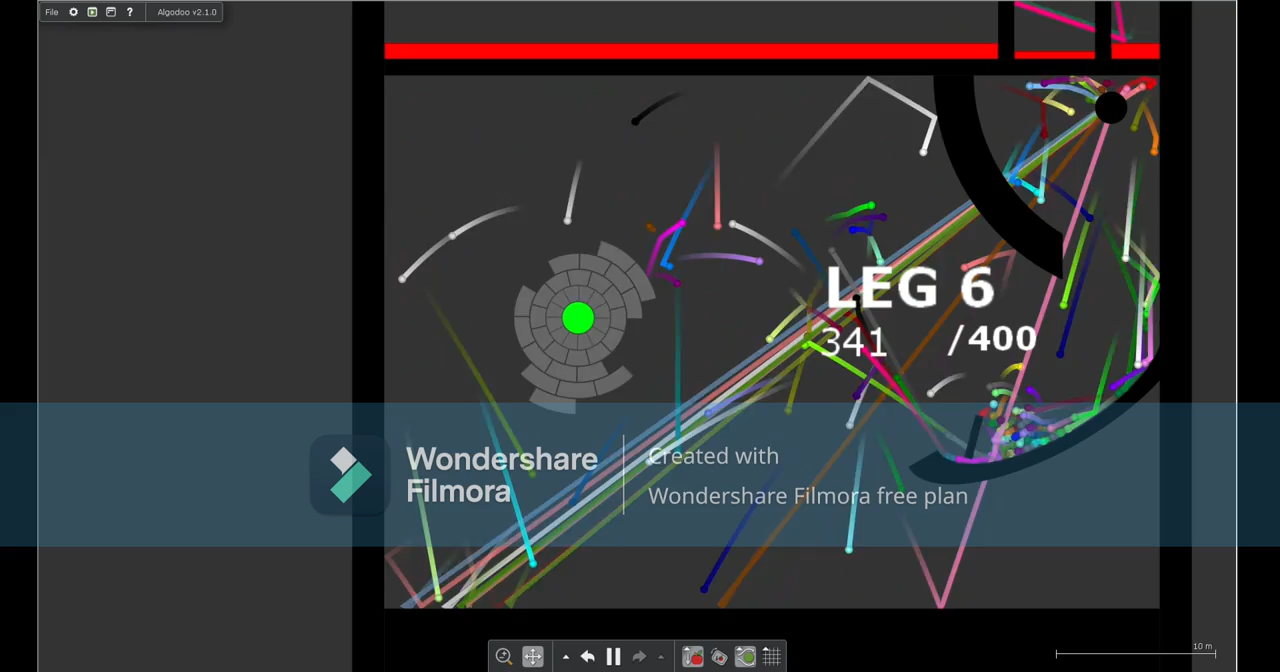 File
?
Algodoo v2.1.0
LEG 6
341 /400
Wondershare
Filmora
Created with
Wondershare Filmora free plan
10 m